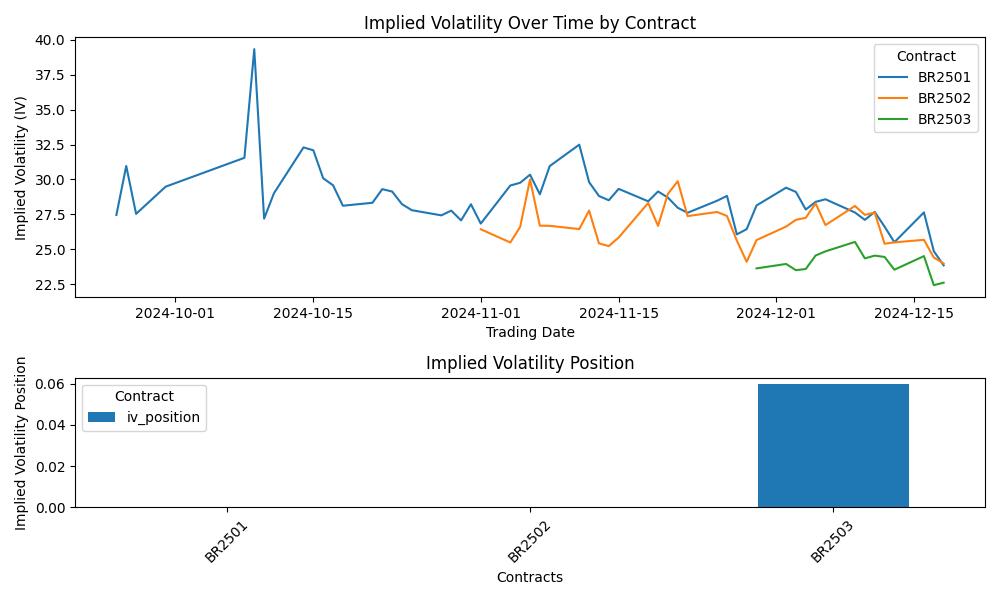 Implied Volatility Over Time by Contract
Implied Volatility (IV)
40.0
37.5
35.0
32.5
30.0
27.5
25.0
22.5
Contract
BR2501
BR2502
BR2503
2024-10-01 2024-10-15 2024-11-01 2024-11-15 2024-12-01 2024-12-15
Trading Date
Implied Volatility Position
Implied Volatility Position
0.06
0.04
0.02
0.00
Contract
iv_position
BR2501 BR2502 BR2503
Contracts